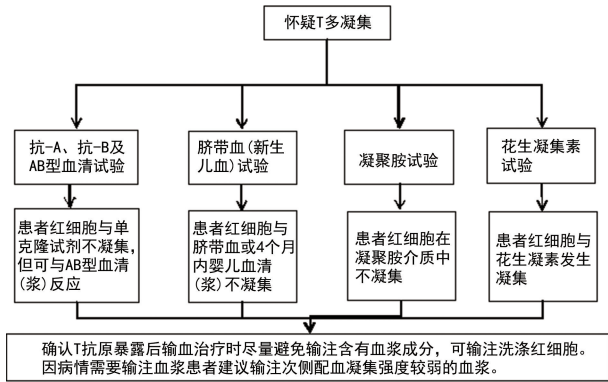 怀疑T多凝集
抗-A、抗-B及
AB型血清试验
脐带血(新生
儿血)试验
凝聚胺试验
花生凝集素
试验
患者红细胞与单
克隆试剂不凝集,
但可与AB型血清
(浆)反应
患者红细胞与
脐带血或4个月
内婴儿血清
(浆)不凝集
患者红细胞在
凝聚胺介质中
不凝集
患者红细胞与
花生凝素发生
凝集
确认T抗原暴露后输血治疗时尽量避免输注含有血浆成分，可输注洗涤红细胞。
因病情需要输注血浆患者建议输注次侧配血凝集强度较弱的血浆。